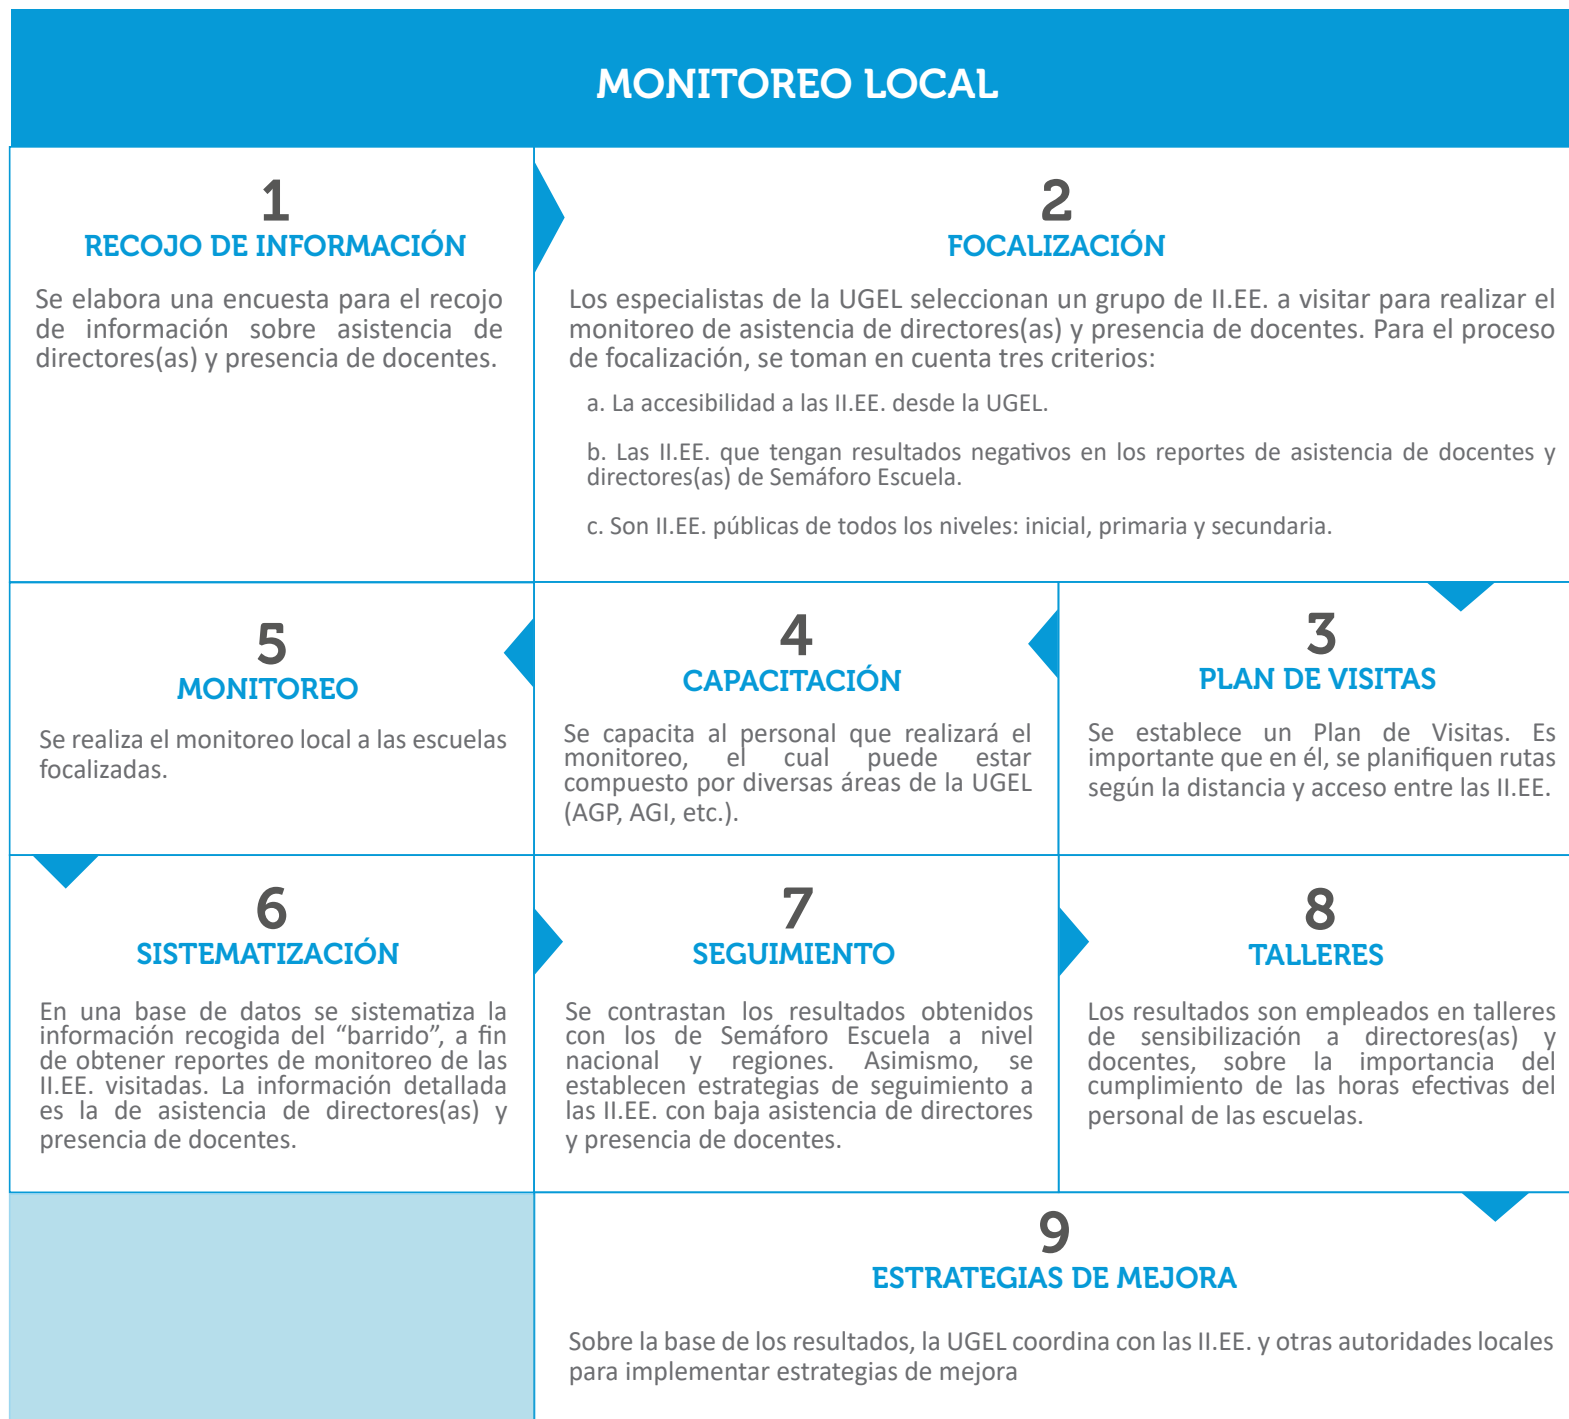 MONITOREO LOCAL
1
RECOJO DE INFORMACIÓN
Se elabora una encuesta para el recojo
de información sobre asistencia de
directores(as) y presencia de docentes.
2
FOCALIZACIÓN
Los especialistas de la UGEL seleccionan un grupo de II.EE. a visitar para realizar el
monitoreo de asistencia de directores(as) y presencia de docentes. Para el proceso
de focalización, se toman en cuenta tres criterios:
a. La accesibilidad a las II.EE. desde la UGEL.
b. Las II.EE. que tengan resultados negativos en los reportes de asistencia de docentes y
directores(as) de Semáforo Escuela.
c. Son II.EE. públicas de todos los niveles: inicial, primaria y secundaria.
3
PLAN DE VISITAS
Se establece un Plan de Visitas. Es
importante que en él, se planifiquen rutas
según la distancia y acceso entre las II.EE.
4
CAPACITACIÓN
Se capacita al personal que realizará el
monitoreo, el cual puede estar
compuesto por diversas áreas de la UGEL
(AGP, AGI, etc.).
5
MONITOREO
Se realiza el monitoreo local a las escuelas
focalizadas.
6
SISTEMATIZACIÓN
En una base de datos se sistematiza la
información recogida del “barrido”, a fin
de obtener reportes de monitoreo de las
II.EE. visitadas. La información detallada
es la de asistencia de directores(as) y
presencia de docentes.
7
SEGUIMIENTO
Se contrastan los resultados obtenidos
con los de Semáforo Escuela a nivel
nacional y regiones. Asimismo, se
establecen estrategias de seguimiento a
las II.EE. con baja asistencia de directores
y presencia de docentes.
8
TALLERES
Los resultados son empleados en talleres
de sensibilización a directores(as) y
docentes, sobre la importancia del
cumplimiento de las horas efectivas del
personal de las escuelas.
9
ESTRATEGIAS DE MEJORA
Sobre la base de los resultados, la UGEL coordina con las II.EE. y otras autoridades locales
para implementar estrategias de mejora